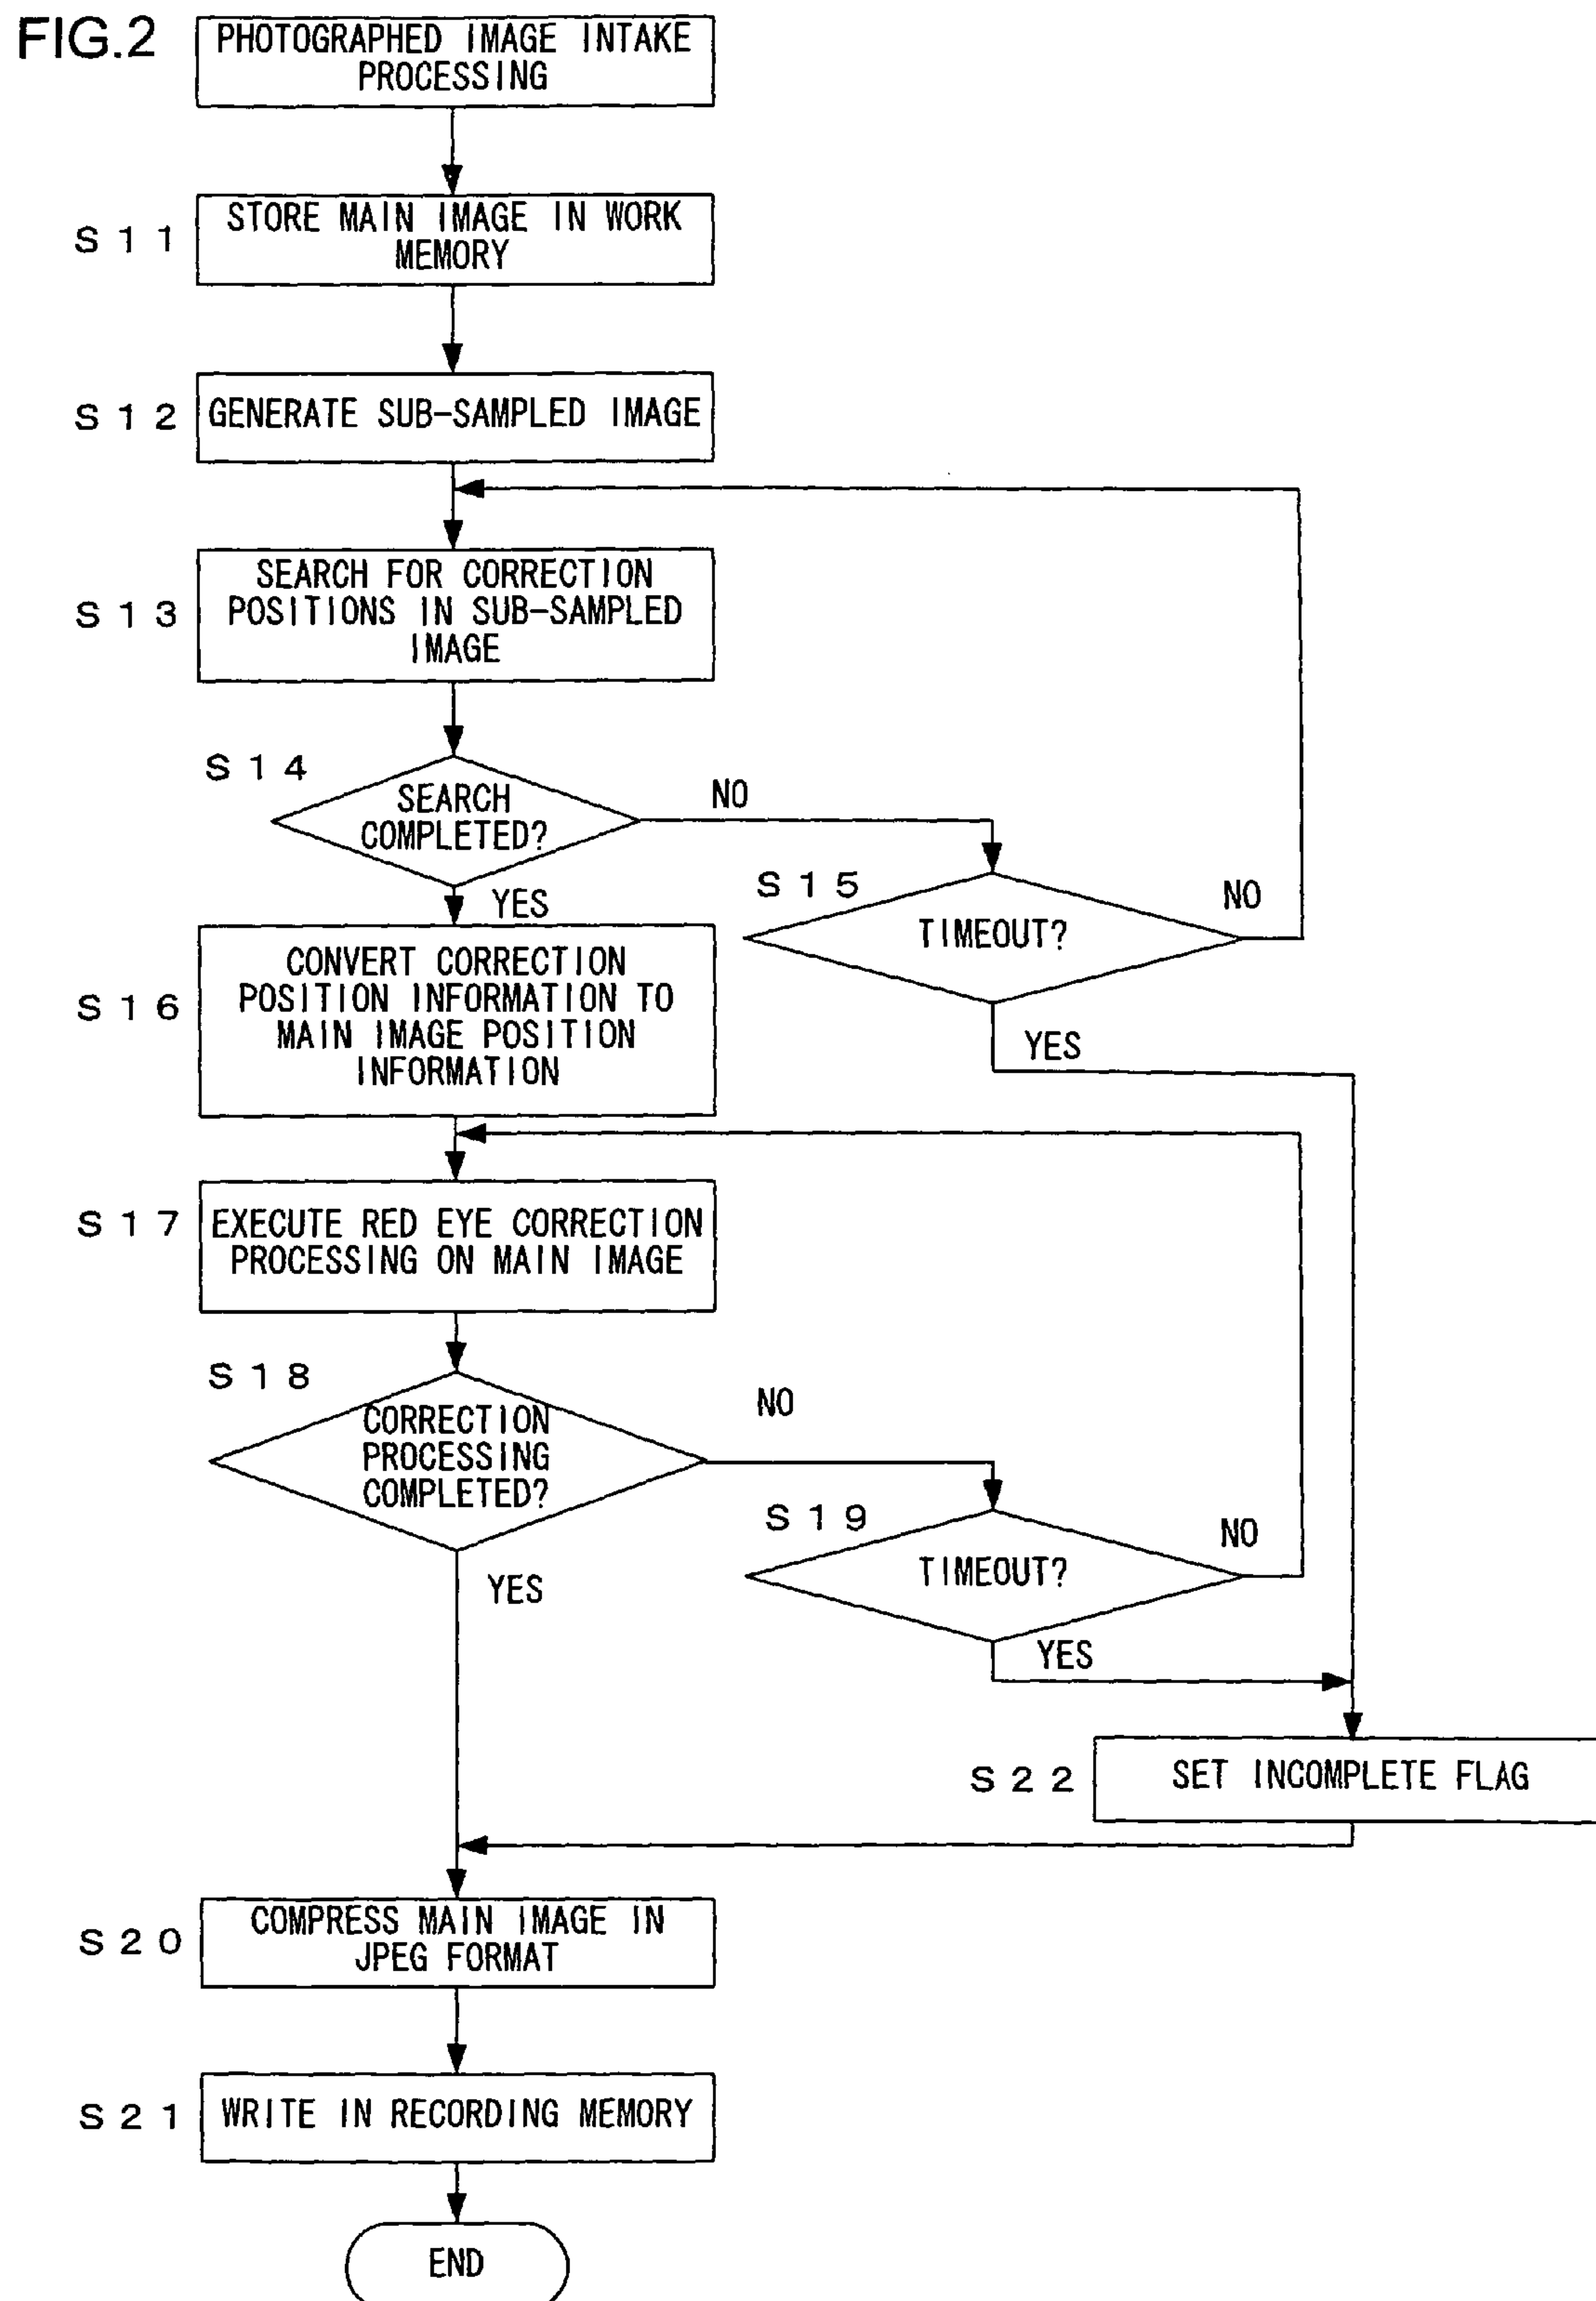 FIG.2
PHOTOGRAPHED IMAGE INTAKE
PROCESSING
S11
STORE MAIN IMAGE IN WORK
MEMORY
S12
GENERATE SUB-SAMPLED IMAGE
S13
SEARCH FOR CORRECTION
POSITIONS IN SUB-SAMPLED
IMAGE
S14
SEARCH
COMPLETED?
NO
YES
S15
TIMEOUT?
NO
YES
S16
CONVERT CORRECTION
POSITION INFORMATION TO
MAIN IMAGE POSITION
INFORMATION
S17
EXECUTE RED EYE CORRECTION
PROCESSING ON MAIN IMAGE
S18
CORRECTION
PROCESSING
COMPLETED?
NO
YES
S19
TIMEOUT?
NO
YES
S22
SET INCOMPLETE FLAG
S20
COMPRESS MAIN IMAGE IN
JPEG FORMAT
S21
WRITE IN RECORDING MEMORY
END